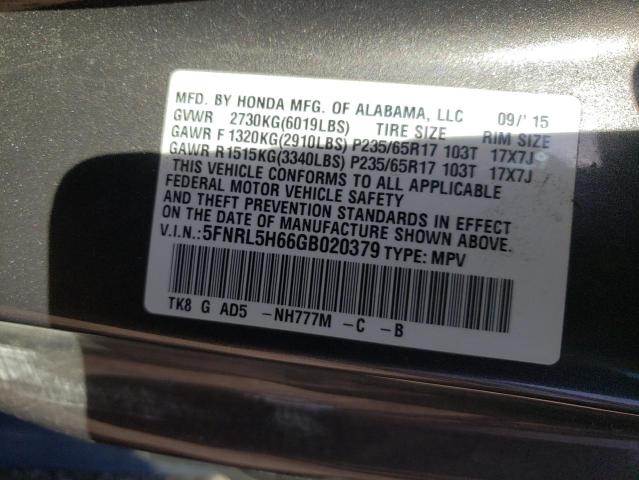 MFD. BY HONDA MFG. OF ALABAMA, LLC 09/'15
GVWR 2730KG(6019LBS) TIRE SIZE RIM SIZE
GAWR F1320KG(2910LBS) P235/65R17 103T 17X7J
GAWR R1515KG(3340LBS) P235/65R17 103T 17X7J
THIS VEHICLE CONFORMS TO ALL APPLICABLE
FEDERAL MOTOR VEHICLE SAFETY
AND THEFT PREVENTION STANDARDS IN EFFECT
ON THE DATE OF MANUFACTURE SHOWN ABOVE.
V.I.N.:5FNRL5H66GB020379 TYPE: MPV
TK8 G AD5 -NH777M -C -B